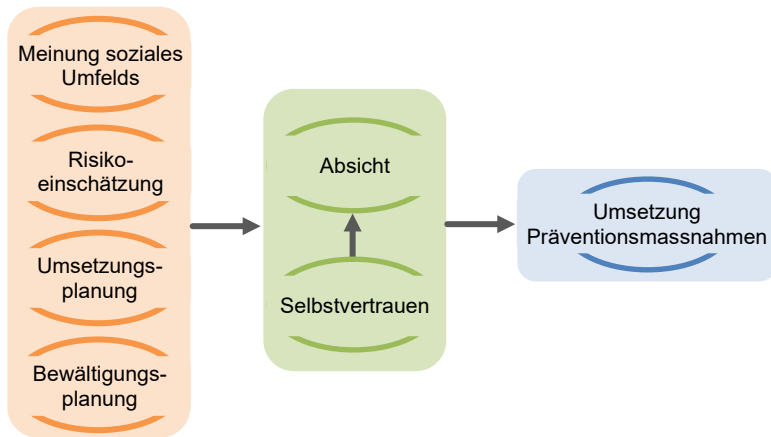 Meinung soziales
Umfelds
Risiko-
einschätzung
Umsetzungs-
planung
Bewältigungs-
planung
Absicht
Selbstvertrauen
Umsetzung
Präventionsmassnahmen